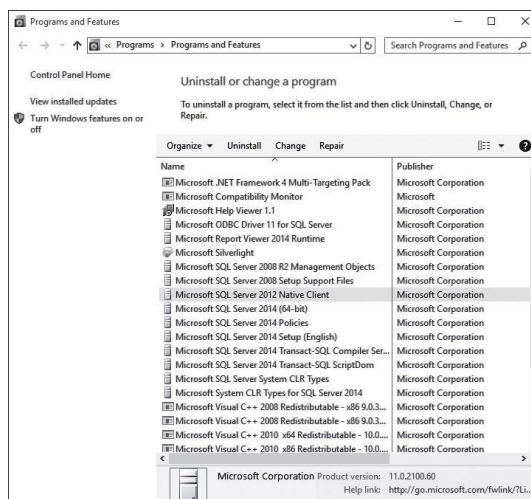 Programs and Features
« Programs > Programs and Features
Search Programs and Features
Control Panel Home
View installed updates
Turn Windows features on or
off
Uninstall or change a program
To uninstall a program, select it from the list and then click Uninstall, Change, or
Repair.
Organize Uninstall Change Repair
Name Publisher
Microsoft .NET Framework 4 Multi-Targeting Pack Microsoft Corporation
Microsoft Compatibility Monitor Microsoft
Microsoft Help Viewer 1.1 Microsoft Corporation
Microsoft ODBC Driver 11 for SQL Server Microsoft Corporation
Microsoft Report Viewer 2014 Runtime Microsoft Corporation
Microsoft Silverlight Microsoft Corporation
Microsoft SQL Server 2008 R2 Management Objects Microsoft Corporation
Microsoft SQL Server 2008 Setup Support Files Microsoft Corporation
Microsoft SQL Server 2012 Native Client Microsoft Corporation
Microsoft SQL Server 2014 (64-bit) Microsoft Corporation
Microsoft SQL Server 2014 Policies Microsoft Corporation
Microsoft SQL Server 2014 Setup (English) Microsoft Corporation
Microsoft SQL Server 2014 Transact-SQL Compiler Ser... Microsoft Corporation
Microsoft SQL Server 2014 Transact-SQL ScriptDom Microsoft Corporation
Microsoft SQL Server System CLR Types Microsoft Corporation
Microsoft System CLR Types for SQL Server 2014 Microsoft Corporation
Microsoft Visual C++ 2008 Redistributable - x86 9.0.3... Microsoft Corporation
Microsoft Visual C++ 2008 Redistributable - x86 9.0.3... Microsoft Corporation
Microsoft Visual C++ 2010 x64 Redistributable - 10.0.... Microsoft Corporation
Microsoft Visual C++ 2010 x86 Redistributable - 10.0.... Microsoft Corporation
Microsoft Corporation Product version: 11.0.2100.60
Help link: http://go.microsoft.com/fwlink/?Li...